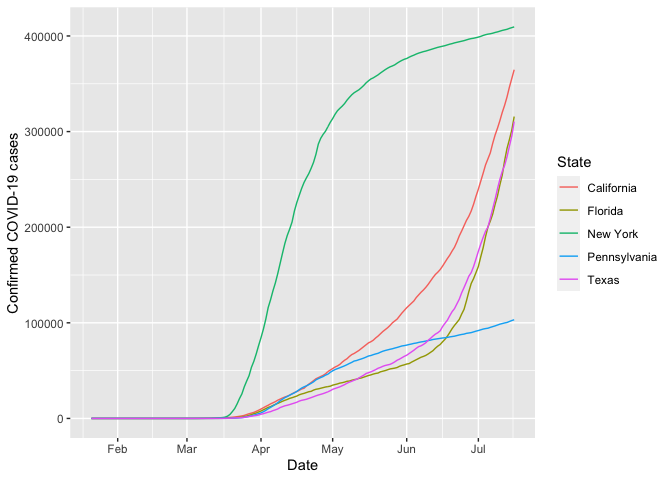 Confirmed COVID-19 cases
400000
300000
200000
100000
0
Feb
Mar
Apr
May
Jun
Jul
Date
State
California
Florida
New York
Pennsylvania
Texas